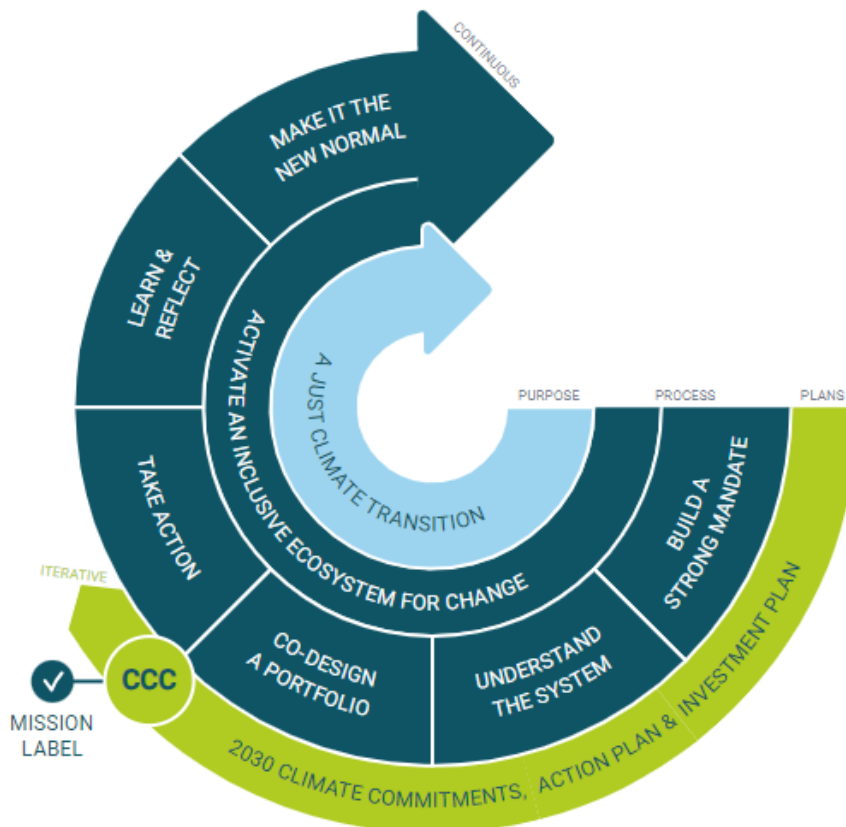 CONTINUOUS
MAKE IT THE
NEW NORMAL
LEARN &
REFLECT
ACTIVATE AN INCLUSIVE ECOSYSTEM FOR CHANGE
A JUST CLIMATE TRANSITION
PURPOSE
PROCESS
PLANS
BUILD A
STRONG MANDATE
TAKE ACTION
ITERATIVE
CO-DESIGN
A PORTFOLIO
UNDERSTAND
THE SYSTEM
CCC
MISSION
LABEL
2030 CLIMATE COMMITMENTS, ACTION PLAN & INVESTMENT PLAN